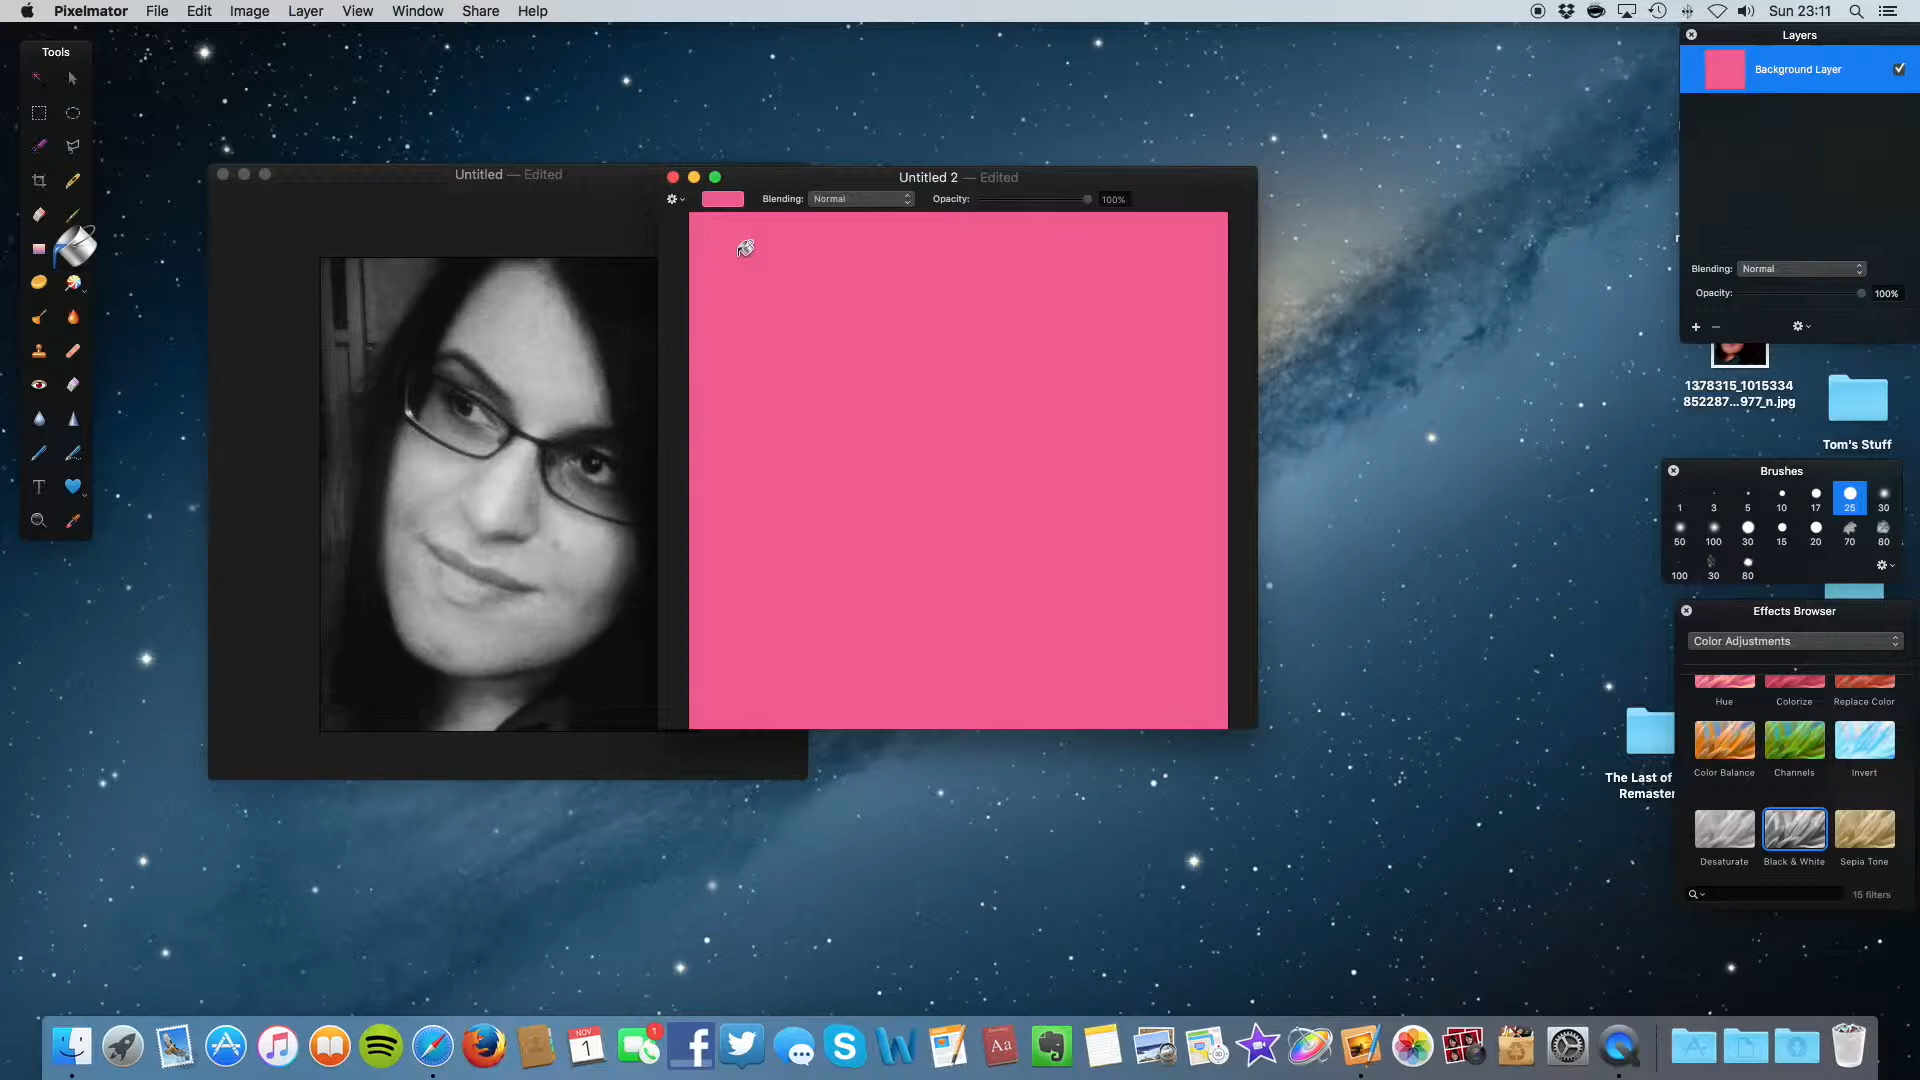 Pixelmator File Edit Image Layer View Window Share Help
Sun 23:11
Tools
Untitled — Edited
Untitled 2 — Edited
Blending: Normal Opacity: 100%
Layers
Background Layer
Blending: Normal
Opacity: 100%
1378315_1015334
852287...977_n.jpg
Tom's Stuff
Brushes
1 3 5 10 17 25 30
50 100 30 15 20 70 80
100 30 80
Effects Browser
Color Adjustments
Hue Colorize Replace Color
Color Balance Channels Invert
Desaturate Black & White Sepia Tone
15 filters
The Last of
Remaster
NOV
1
1
Aa